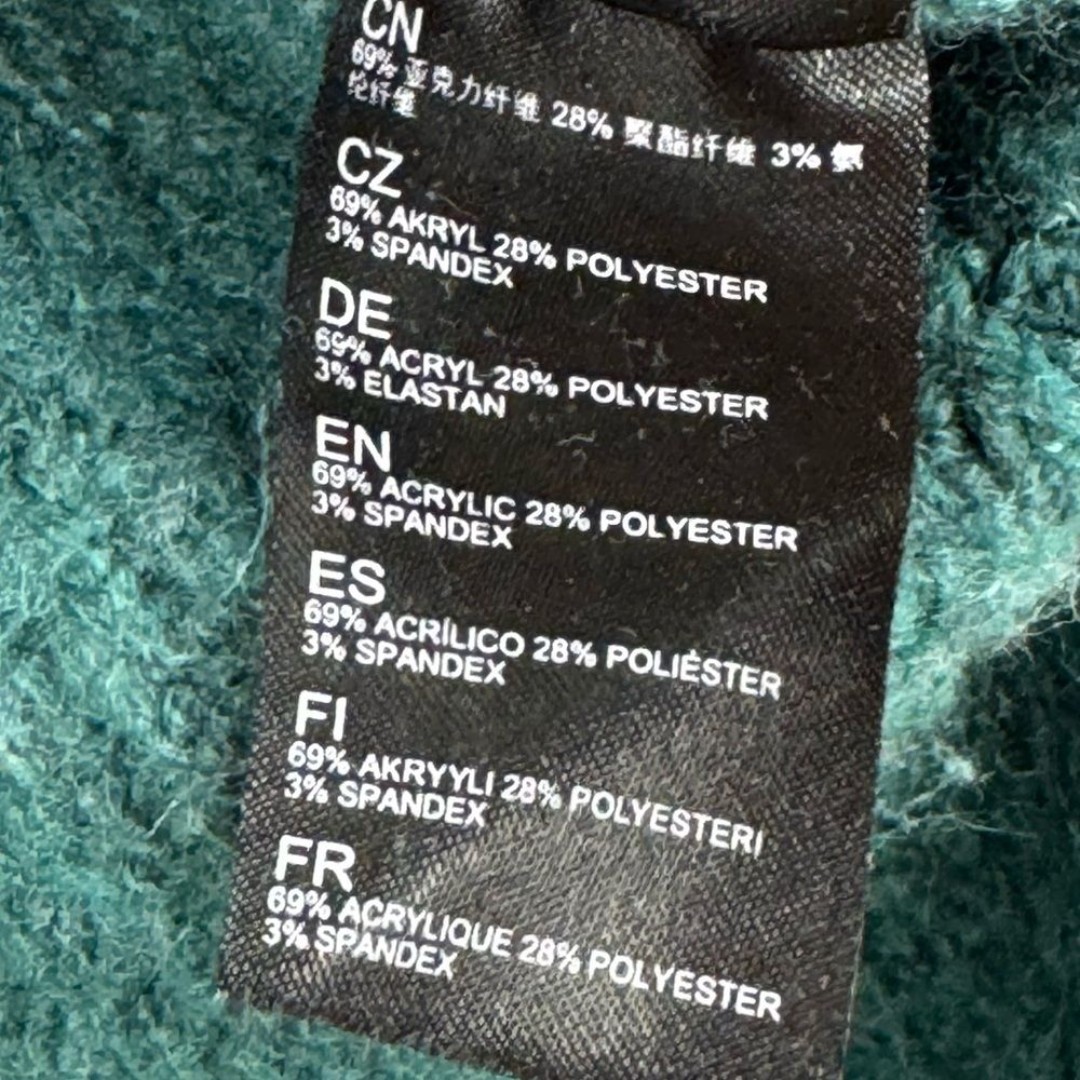 CN
69% 亚克力纤维 28% 聚酯纤维 3% 氨
纶纤维
CZ
69% AKRYL 28% POLYESTER
3% SPANDEX
DE
69% ACRYL 28% POLYESTER
3% ELASTAN
EN
69% ACRYLIC 28% POLYESTER
3% SPANDEX
ES
69% ACRÍLICO 28% POLIÉSTER
3% SPANDEX
FI
69% AKRYYLI 28% POLYESTERI
3% SPANDEX
FR
69% ACRYLIQUE 28% POLYESTER
3% SPANDEX